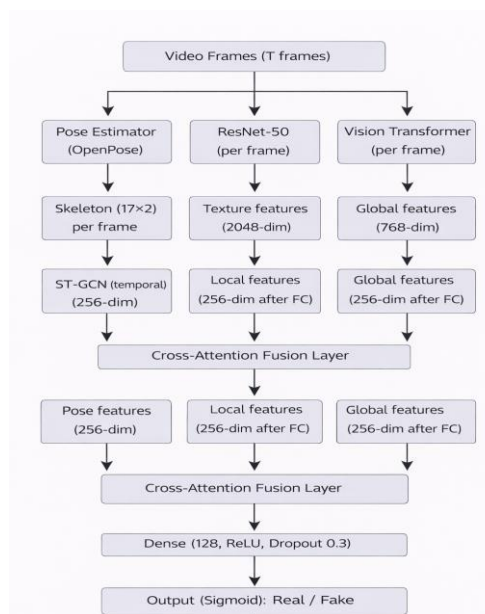 Video Frames (T frames)
Pose Estimator
(OpenPose)
ResNet-50
(per frame)
Vision Transformer
(per frame)
Skeleton (17×2)
per frame
Texture features
(2048-dim)
Global features
(768-dim)
ST-GCN (temporal)
(256-dim)
Local features
(256-dim after FC)
Global features
(256-dim after FC)
Cross-Attention Fusion Layer
Pose features
(256-dim)
Local features
(256-dim after FC)
Global features
(256-dim after FC)
Cross-Attention Fusion Layer
Dense (128, ReLU, Dropout 0.3)
Output (Sigmoid): Real / Fake